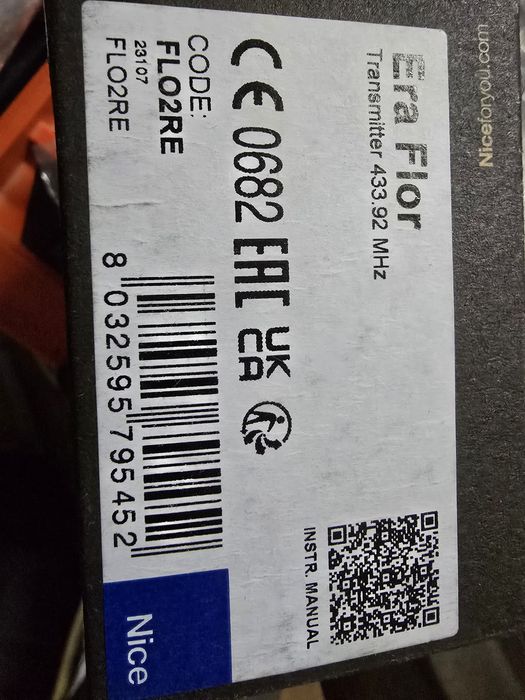 Niceforyou.com
Era Flor
Transmitter 433.92 MHz
INSTR. MANUAL
CE 0682 EAC UK CA
CODE:
FLO2RE
23107
FLO2RE
8 032595 795452
Nice